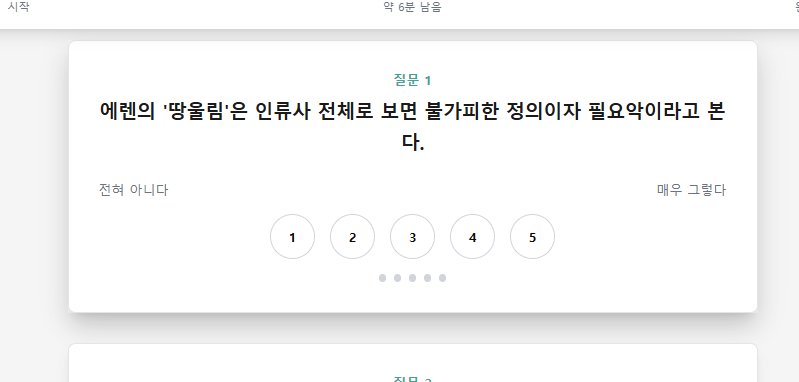 시작
약 6분 남음
질문 1
에렌의 '땅울림'은 인류사 전체로 보면 불가피한 정의이자 필요악이라고 본
다.
전혀 아니다
매우 그렇다
1
2
3
4
5